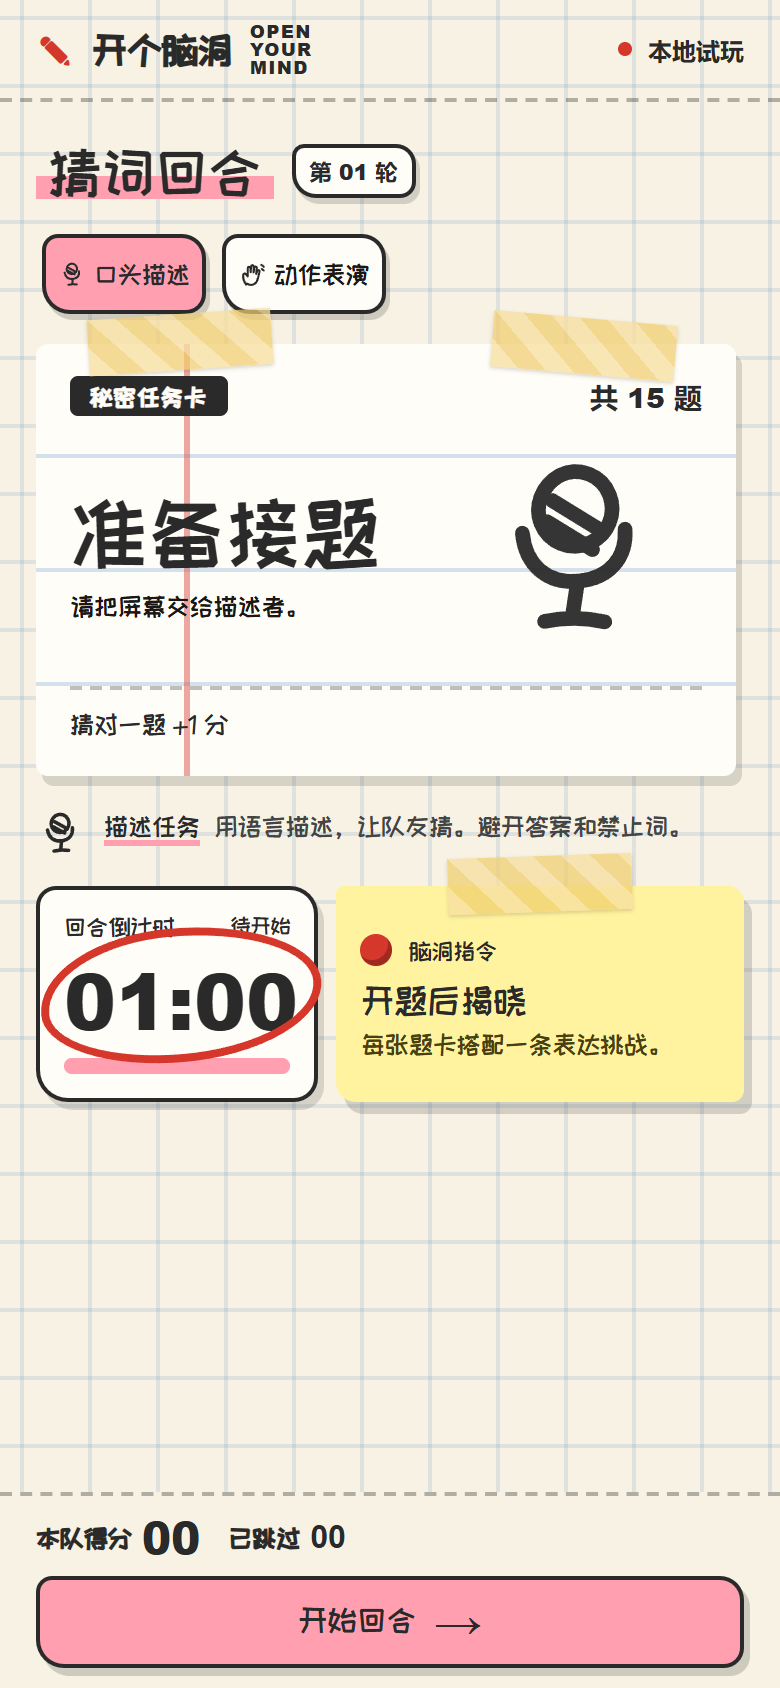 开个脑洞
OPEN
YOUR
MIND
本地试玩
猜词回合
第 01 轮
口头描述
动作表演
秘密任务卡
共 15 题
准备接题
请把屏幕交给描述者。
猜对一题 +1 分
描述任务 用语言描述，让队友猜。避开答案和禁止词。
回合倒计时 待开始
01:00
脑洞指令
开题后揭晓
每张题卡搭配一条表达挑战。
本队得分 00 已跳过 00
开始回合 →